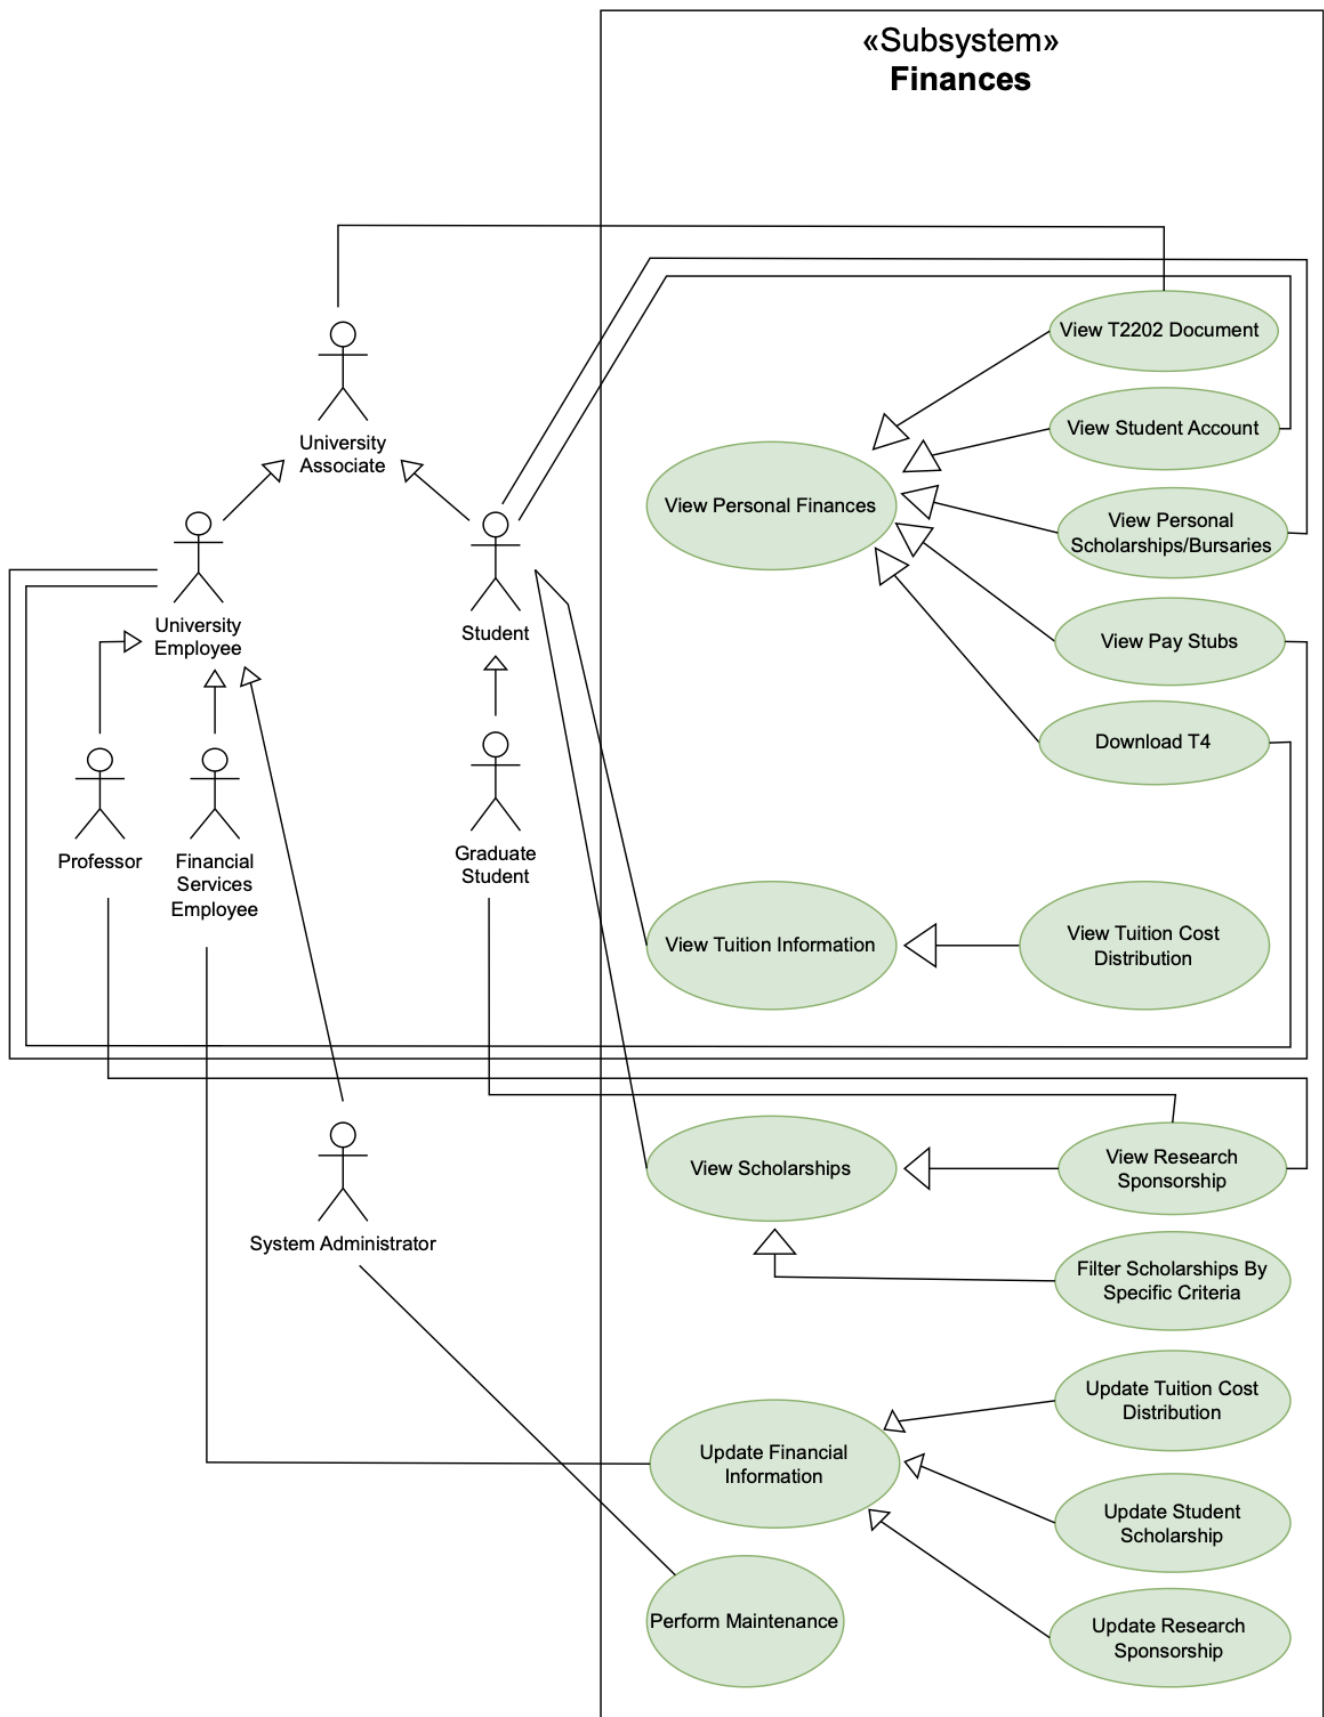 «Subsystem»
Finances
View T2202 Document
University
Associate
View Student Account
View Personal Finances
View Personal
Scholarships/Bursaries
University
Employee
Student
View Pay Stubs
Download T4
Professor
Financial
Services
Employee
Graduate
Student
View Tuition Information
View Tuition Cost
Distribution
View Scholarships
View Research
Sponsorship
System Administrator
Filter Scholarships By
Specific Criteria
Update Tuition Cost
Distribution
Update Financial
Information
Update Student
Scholarship
Perform Maintenance
Update Research
Sponsorship